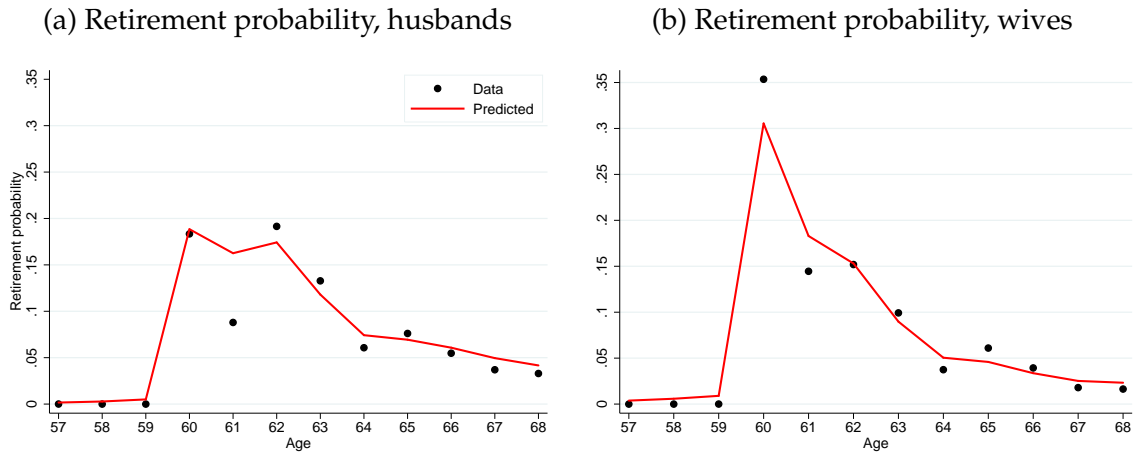 (a) Retirement probability, husbands
.35
.3
.25
.2
.15
.1
.05
0
Retirement probability
57 58 59 60 61 62 63 64 65 66 67 68
Age
Data
Predicted
(b) Retirement probability, wives
.35
.3
.25
.2
.15
.1
.05
0
57 58 59 60 61 62 63 64 65 66 67 68
Age